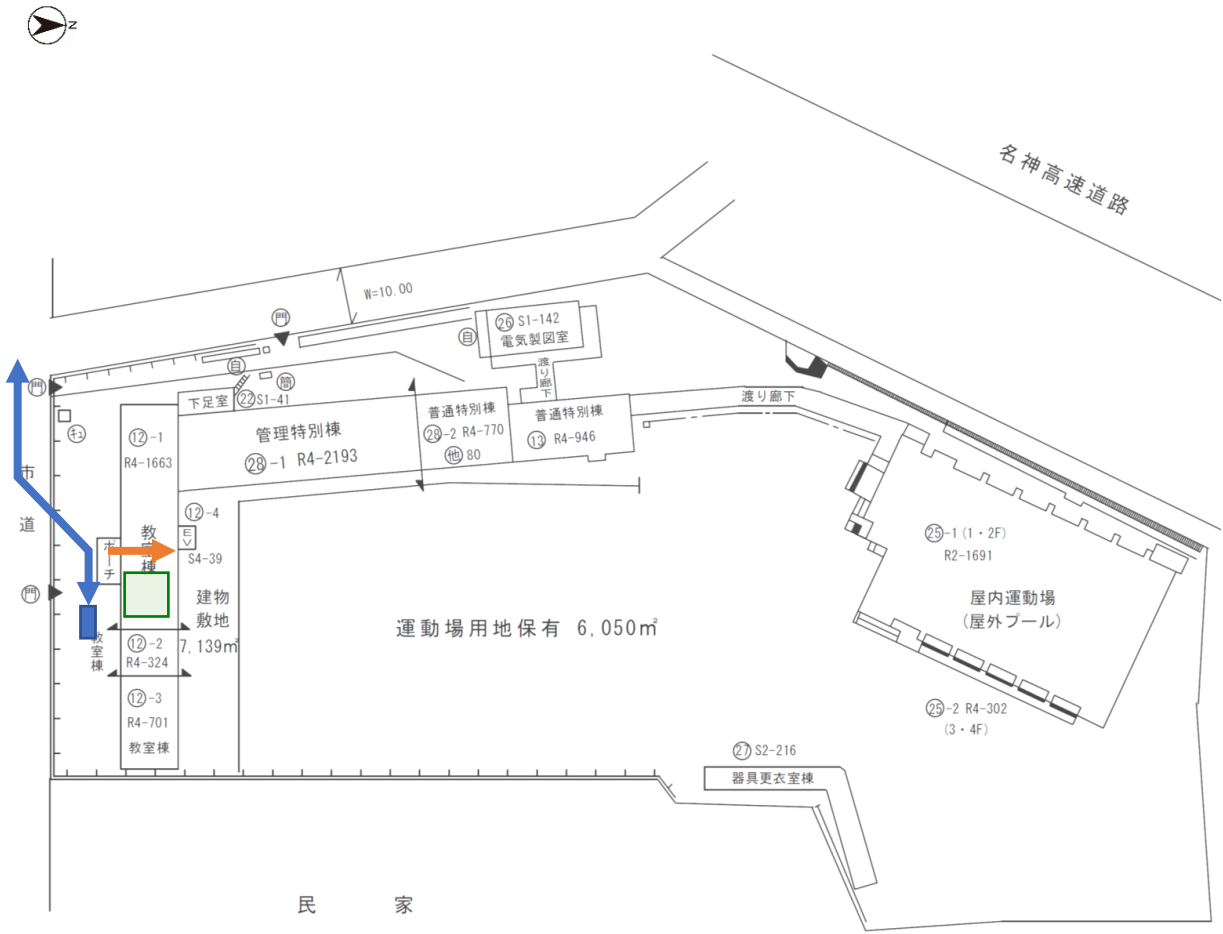 N
名神高速道路
W=10.00
門
自
㉖ S1-142
電気製図室
渡り廊下
門
自
簡
下足室
㉒S1-41
普通特別棟
㉘-2 R4-770
他 80
普通特別棟
⑬ R4-946
渡り廊下
キュ
⑫-1
R4-1663
管理特別棟
㉘-1 R4-2193
市道
⑫-4
EV
S4-39
教室棟
ポーチ
㉕-1 (1・2F)
R2-1691
門
建物
敷地
7,139㎡
運動場用地保有 6,050㎡
屋内運動場
(屋外プール)
教室棟
⑫-2
R4-324
⑫-3
R4-701
教室棟
㉕-2 R4-302
(3・4F)
㉗ S2-216
器具更衣室棟
民家